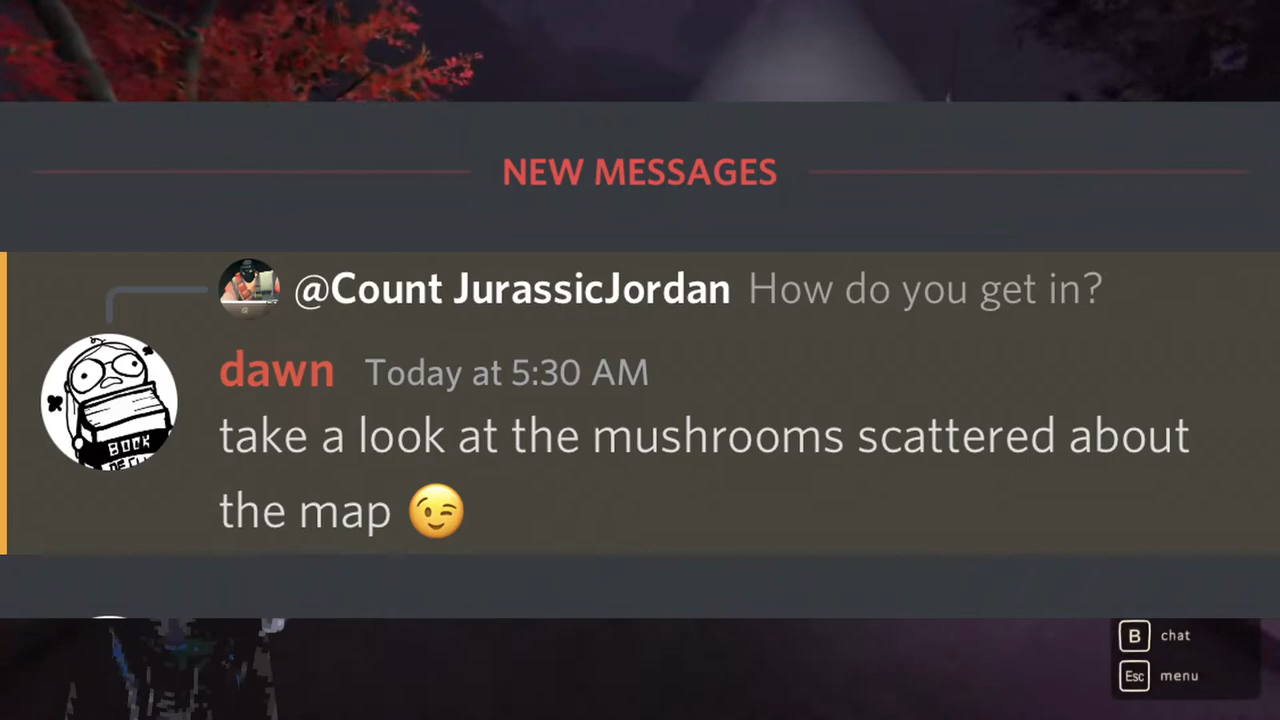 NEW MESSAGES
@Count JurassicJordan How do you get in?
dawn Today at 5:30 AM
take a look at the mushrooms scattered about
the map 😉
BOOK
B chat
Esc menu